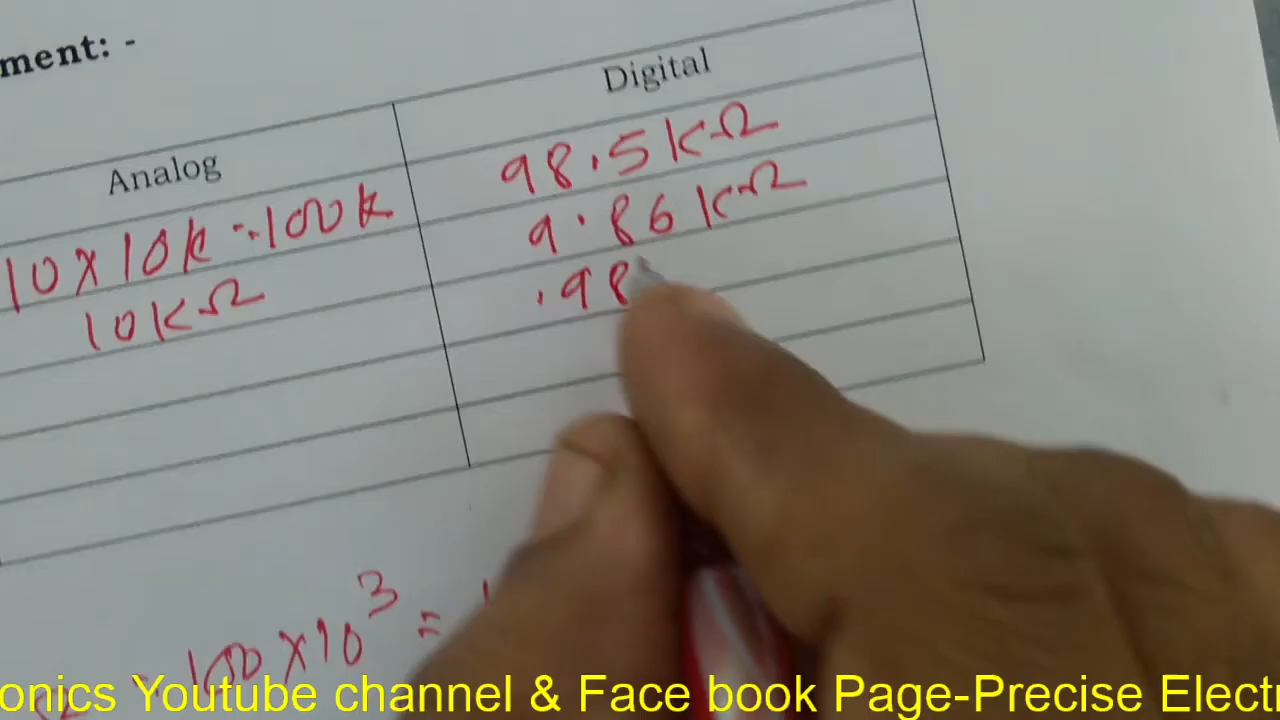 ment: -
Analog Digital
10 x 10k = 100k 98.5 kΩ
10 kΩ 9.86 kΩ
.98
= 100 x 10³ =
onics Youtube channel & Face book Page-Precise Electr